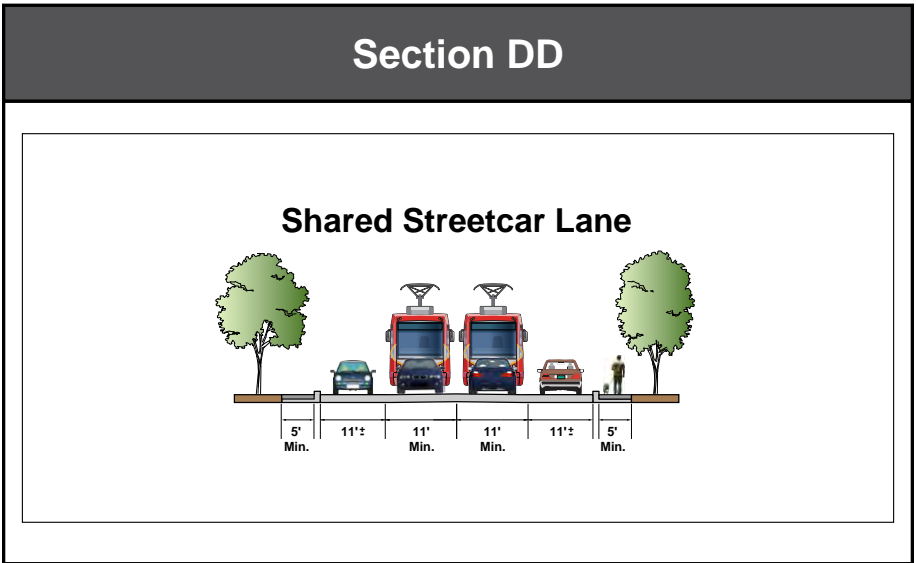 Section DD
Shared Streetcar Lane
5' 11'± 11' 11' 11'± 5'
Min. Min. Min. Min.